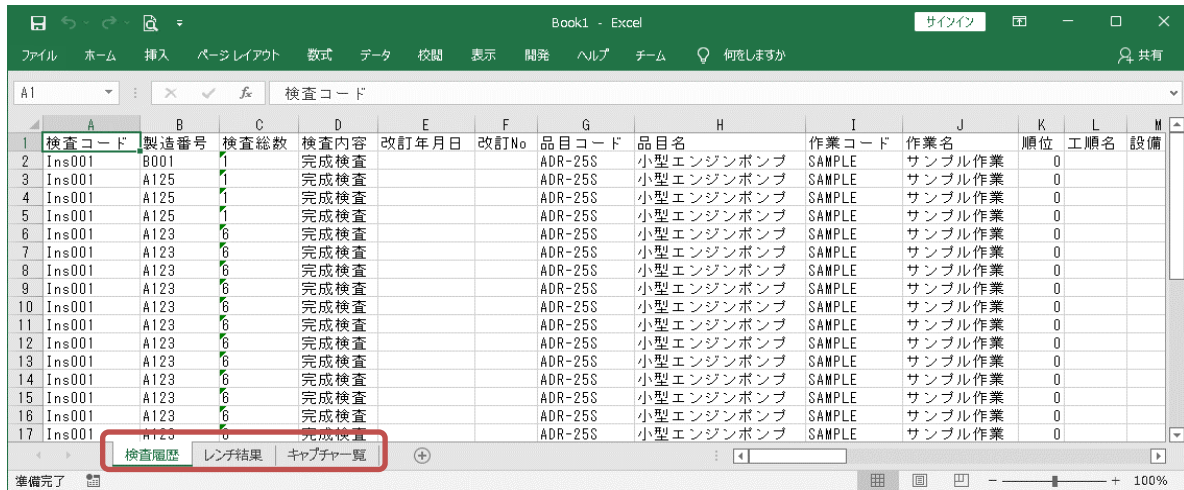 Book1 - Excel サインイン
ファイル ホーム 挿入 ページ レイアウト 数式 データ 校閲 表示 開発 ヘルプ チーム 何をしますか 共有
A1 fx 検査コード
A B C D E F G H I J K L M
1 検査コード 製造番号 検査総数 検査内容 改訂年月日 改訂No 品目コード 品目名 作業コード 作業名 順位 工順名 設備
2 Ins001 B001 1 完成検査 ADR-25S 小型エンジンポンプ SAMPLE サンプル作業 0
3 Ins001 A125 1 完成検査 ADR-25S 小型エンジンポンプ SAMPLE サンプル作業 0
4 Ins001 A125 1 完成検査 ADR-25S 小型エンジンポンプ SAMPLE サンプル作業 0
5 Ins001 A125 1 完成検査 ADR-25S 小型エンジンポンプ SAMPLE サンプル作業 0
6 Ins001 A123 6 完成検査 ADR-25S 小型エンジンポンプ SAMPLE サンプル作業 0
7 Ins001 A123 6 完成検査 ADR-25S 小型エンジンポンプ SAMPLE サンプル作業 0
8 Ins001 A123 6 完成検査 ADR-25S 小型エンジンポンプ SAMPLE サンプル作業 0
9 Ins001 A123 6 完成検査 ADR-25S 小型エンジンポンプ SAMPLE サンプル作業 0
10 Ins001 A123 6 完成検査 ADR-25S 小型エンジンポンプ SAMPLE サンプル作業 0
11 Ins001 A123 6 完成検査 ADR-25S 小型エンジンポンプ SAMPLE サンプル作業 0
12 Ins001 A123 6 完成検査 ADR-25S 小型エンジンポンプ SAMPLE サンプル作業 0
13 Ins001 A123 6 完成検査 ADR-25S 小型エンジンポンプ SAMPLE サンプル作業 0
14 Ins001 A123 6 完成検査 ADR-25S 小型エンジンポンプ SAMPLE サンプル作業 0
15 Ins001 A123 6 完成検査 ADR-25S 小型エンジンポンプ SAMPLE サンプル作業 0
16 Ins001 A123 6 完成検査 ADR-25S 小型エンジンポンプ SAMPLE サンプル作業 0
17 Ins001 A123 6 完成検査 ADR-25S 小型エンジンポンプ SAMPLE サンプル作業 0
検査履歴 レンチ結果 キャプチャ一覧
準備完了 100%